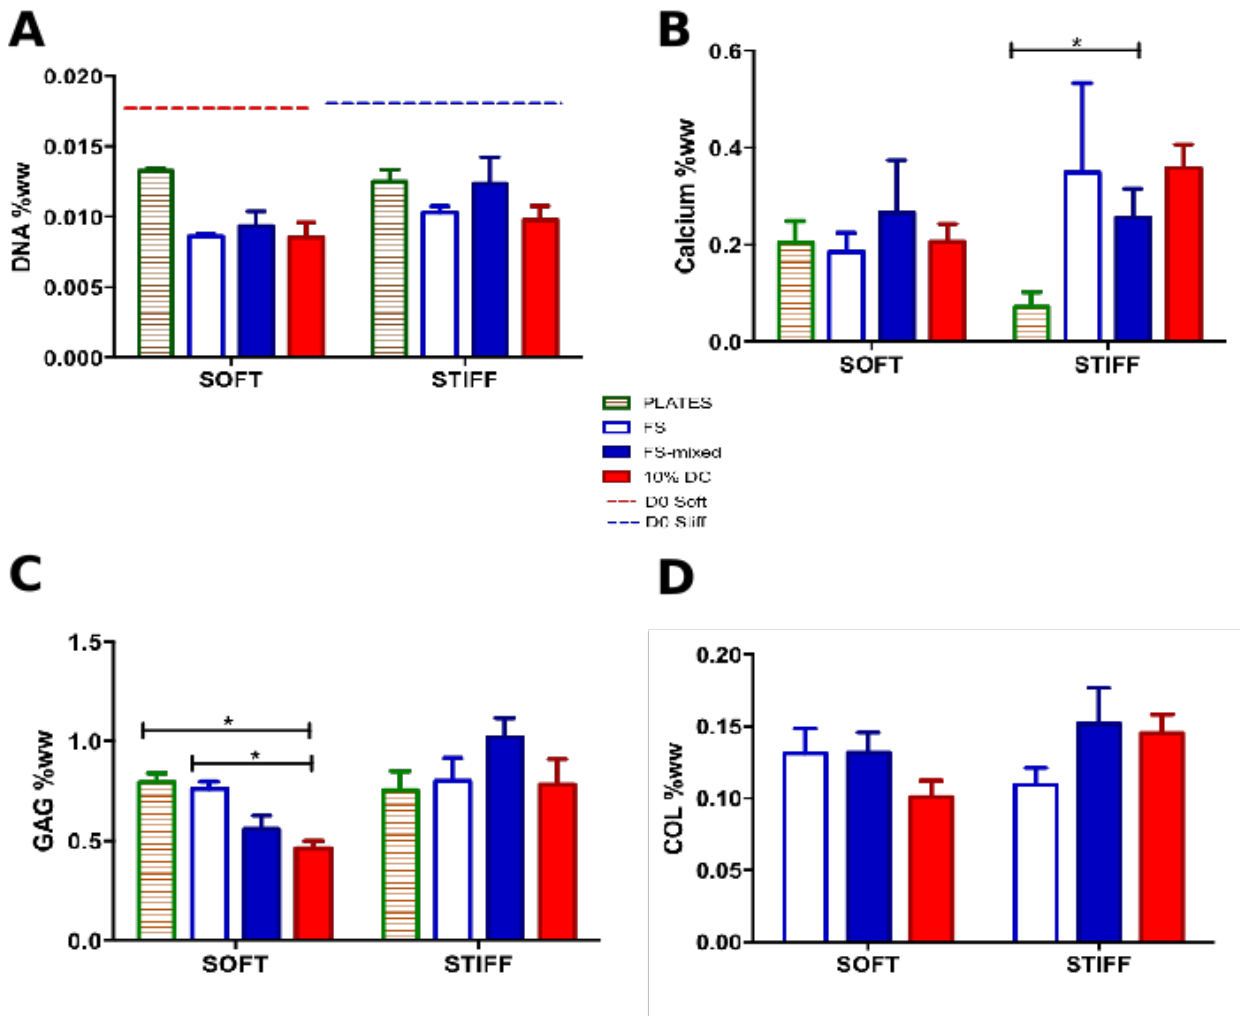 A
DNA %ww
0.020
0.015
0.010
0.005
0.000
SOFT STIFF
B
Calcium %ww
0.6
0.4
0.2
0.0
*
SOFT STIFF
PLATES
FS
FS-mixed
10% DC
D0 Soft
D0 Stiff
C
GAG %ww
1.5
1.0
0.5
0.0
*
*
SOFT STIFF
D
COL %ww
0.20
0.15
0.10
0.05
0.00
SOFT STIFF